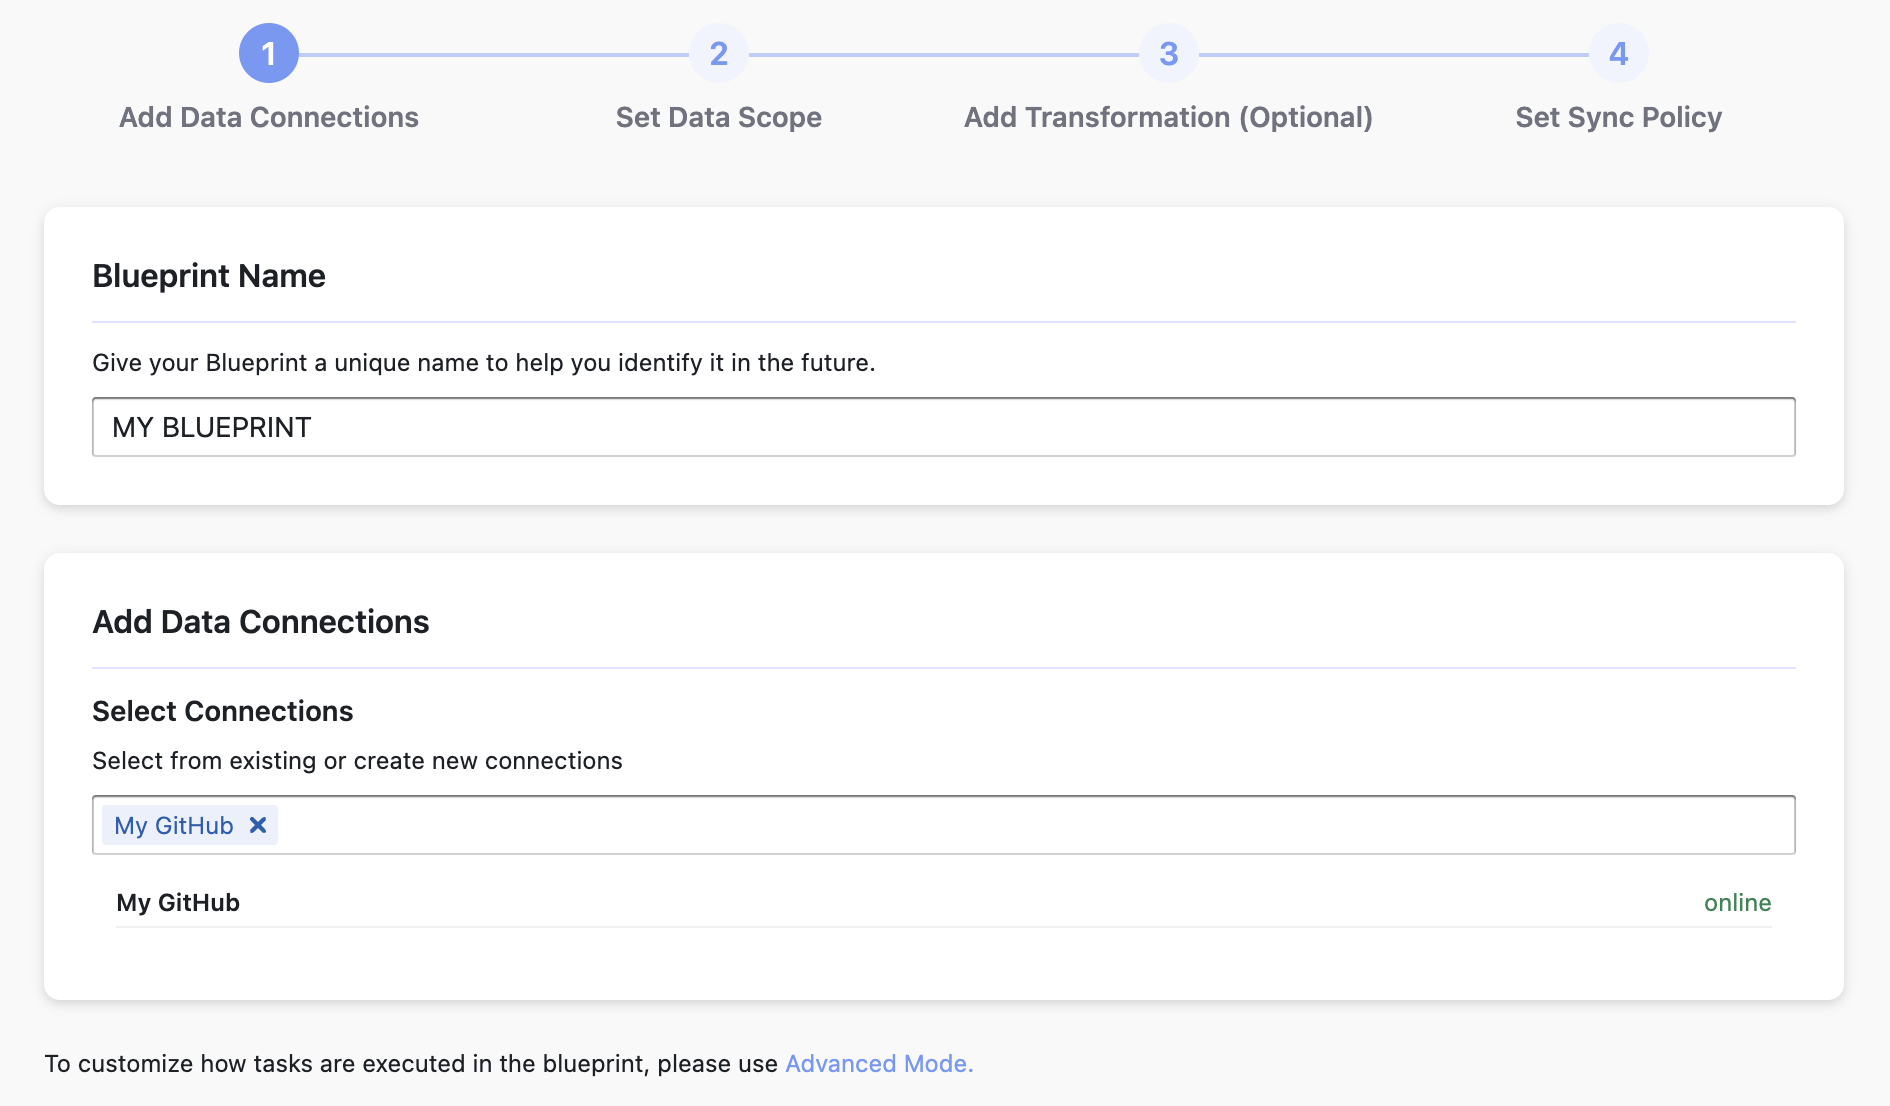 1
2
3
4
Add Data Connections
Set Data Scope
Add Transformation (Optional)
Set Sync Policy
Blueprint Name
Give your Blueprint a unique name to help you identify it in the future.
MY BLUEPRINT
Add Data Connections
Select Connections
Select from existing or create new connections
My GitHub
My GitHub online
To customize how tasks are executed in the blueprint, please use Advanced Mode.